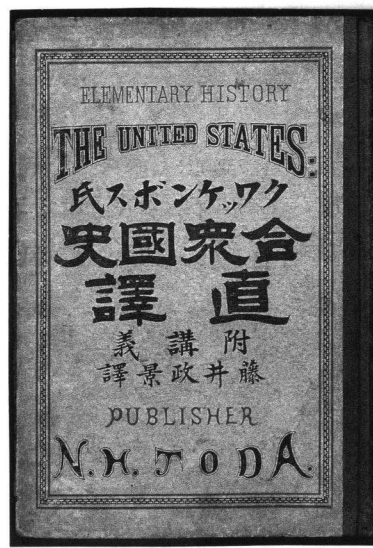 ELEMENTARY HISTORY
THE UNITED STATES:
クワッケンボス氏
合衆國史
直譯
附講義
藤井政景譯
PUBLISHER
N. H. TODA.